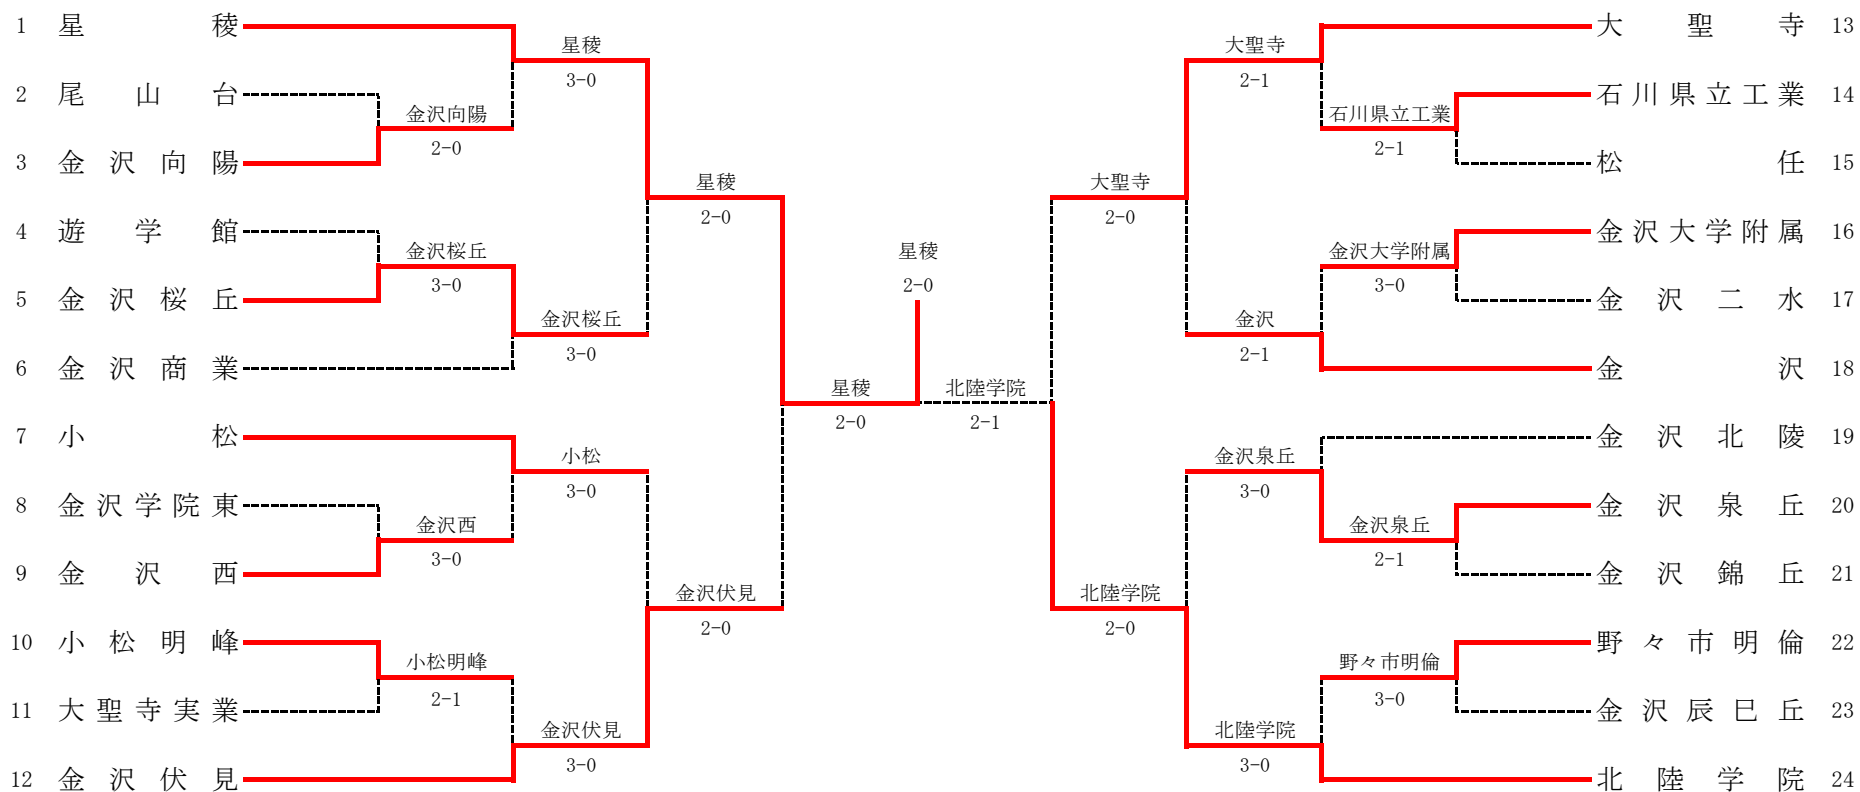 1 星稜
2 尾山台
3 金沢向陽
4 遊学館
5 金沢桜丘
6 金沢商業
7 小松
8 金沢学院東
9 金沢西
10 小松明峰
11 大聖寺実業
12 金沢伏見
金沢向陽
2-0
金沢桜丘
3-0
金沢西
3-0
小松明峰
2-1
星稜
3-0
金沢桜丘
3-0
小松
3-0
金沢伏見
3-0
星稜
2-0
金沢伏見
2-0
星稜
2-0
星稜
2-0
北陸学院
2-1
大聖寺
2-0
北陸学院
2-0
大聖寺
2-1
金沢
2-1
金沢泉丘
3-0
北陸学院
3-0
石川県立工業
2-1
金沢大学附属
3-0
金沢泉丘
2-1
野々市明倫
3-0
大聖寺 13
石川県立工業 14
松任 15
金沢大学附属 16
金沢二水 17
金沢 18
金沢北陵 19
金沢泉丘 20
金沢錦丘 21
野々市明倫 22
金沢辰巳丘 23
北陸学院 24